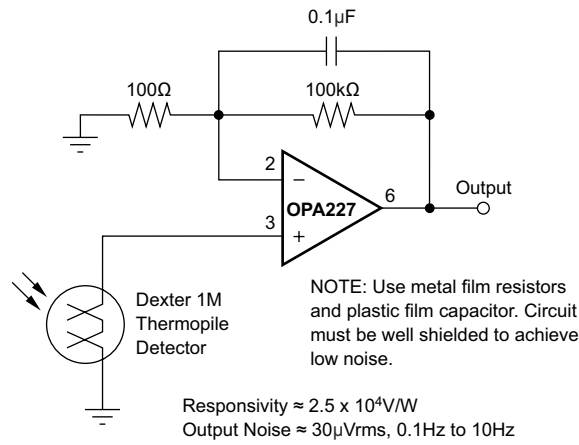 0.1µF
100Ω
100kΩ
2
−
OPA227
6
Output
3
+
Dexter 1M
Thermopile
Detector
NOTE: Use metal film resistors
and plastic film capacitor. Circuit
must be well shielded to achieve
low noise.
Responsivity ≈ 2.5 x 10⁴V/W
Output Noise ≈ 30µVrms, 0.1Hz to 10Hz